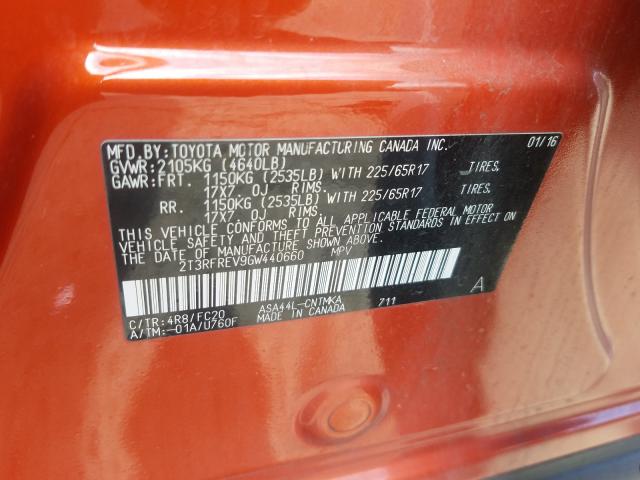 MFD.BY:TOYOTA MOTOR MANUFACTURING CANADA INC. 01/16
GVWR:2105KG (4640LB)
GAWR:FRT. 1150KG (2535LB) WITH 225/65R17 TIRES,
17X7.0J RIMS.
RR. 1150KG (2535LB) WITH 225/65R17 TIRES,
17X7.0J RIMS.
THIS VEHICLE CONFORMS TO ALL APPLICABLE FEDERAL MOTOR
VEHICLE SAFETY AND THEFT PREVENTION STANDARDS IN EFFECT ON
THE DATE OF MANUFACTURE SHOWN ABOVE.
2T3RFREV9GW440660 MPV
A
C/TR:4R8/FC20 ASA44L-CNTMKA 711
A/TM:-01A/U760F MADE IN CANADA